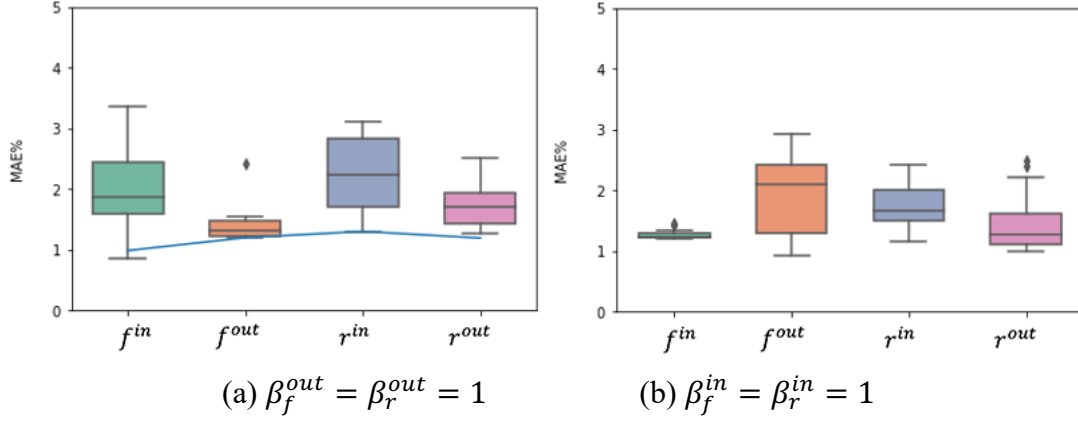 5
4
3
2
1
0
MAE%
f^in f^out r^in r^out
(a) β_f^out = β_r^out = 1
5
4
3
2
1
0
MAE%
f^in f^out r^in r^out
(b) β_f^in = β_r^in = 1